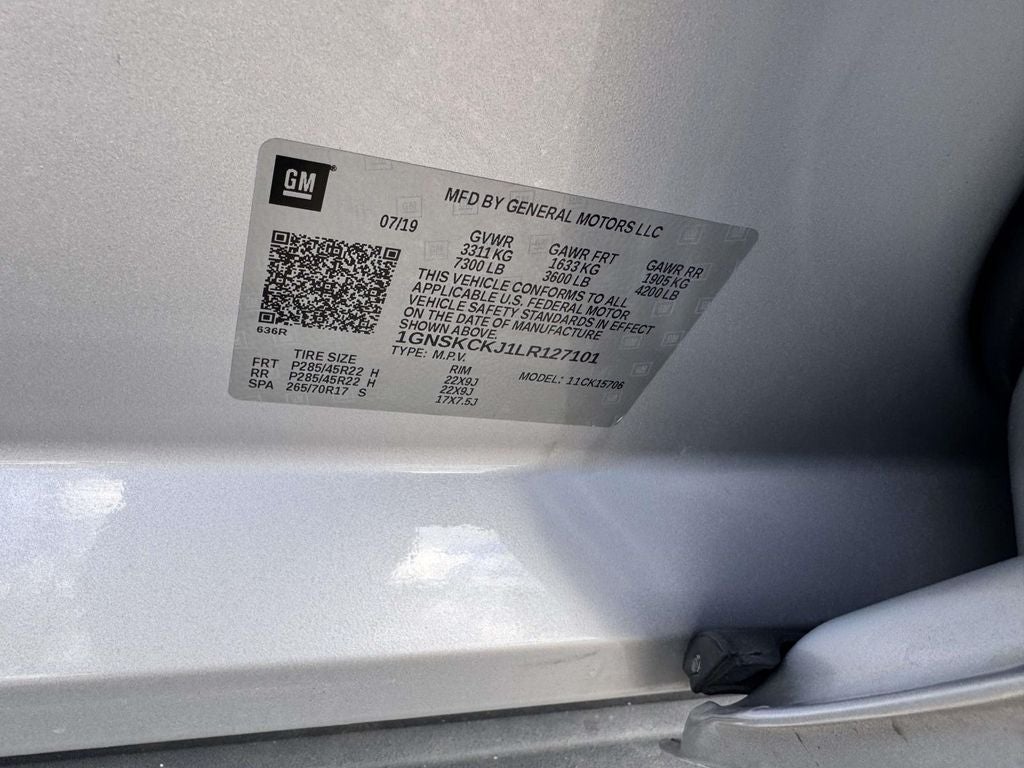 GM
MFD BY GENERAL MOTORS LLC
07/19
GVWR GAWR FRT GAWR RR
3311 KG 1633 KG 1905 KG
7300 LB 3600 LB 4200 LB
THIS VEHICLE CONFORMS TO ALL
APPLICABLE U.S. FEDERAL MOTOR
VEHICLE SAFETY STANDARDS IN EFFECT
ON THE DATE OF MANUFACTURE
SHOWN ABOVE.
636R
1GNSKCKJ1LR127101
TYPE: M.P.V.
MODEL: 11CK15706
TIRE SIZE RIM
FRT P285/45R22 H 22X9J
RR P285/45R22 H 22X9J
SPA 265/70R17 S 17X7.5J